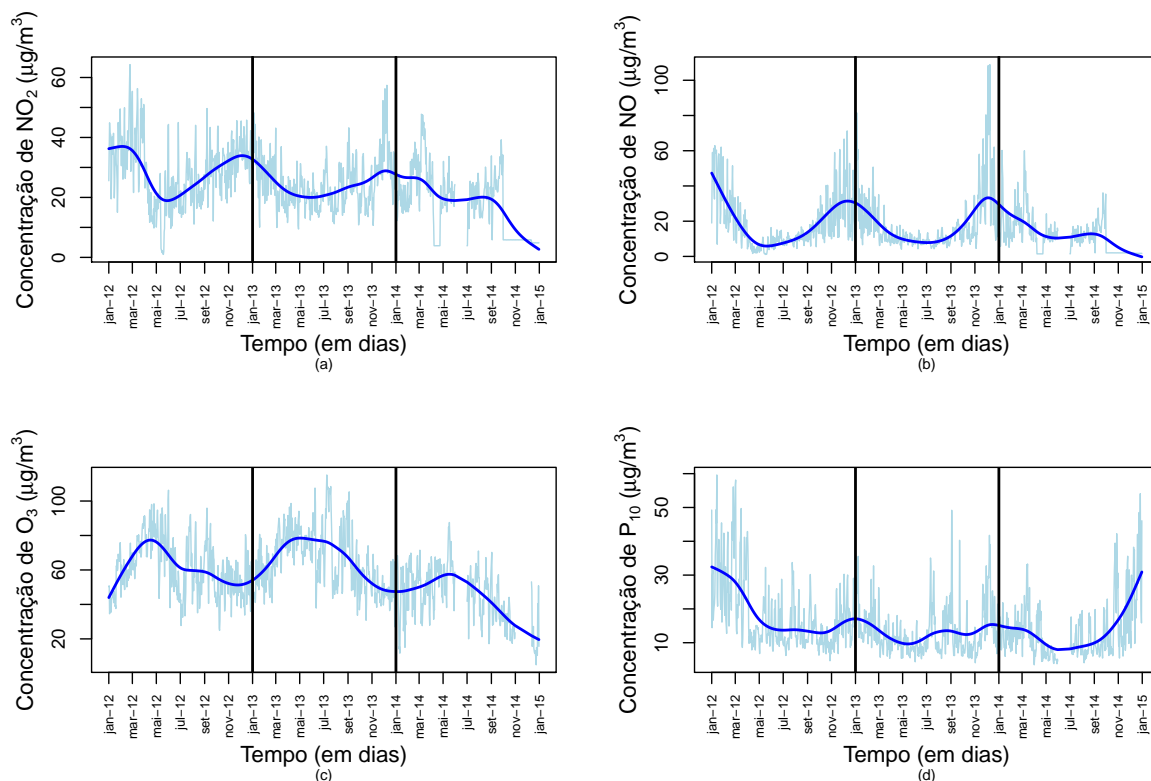 Concentração de NO₂ (µg/m³)
0 20 40 60
jan−12 mar−12 mai−12 jul−12 set−12 nov−12 jan−13 mar−13 mai−13 jul−13 set−13 nov−13 jan−14 mar−14 mai−14 jul−14 set−14 nov−14 jan−15
Tempo (em dias)
(a)
Concentração de NO (µg/m³)
0 20 60 100
jan−12 mar−12 mai−12 jul−12 set−12 nov−12 jan−13 mar−13 mai−13 jul−13 set−13 nov−13 jan−14 mar−14 mai−14 jul−14 set−14 nov−14 jan−15
Tempo (em dias)
(b)
Concentração de O₃ (µg/m³)
20 60 100
jan−12 mar−12 mai−12 jul−12 set−12 nov−12 jan−13 mar−13 mai−13 jul−13 set−13 nov−13 jan−14 mar−14 mai−14 jul−14 set−14 nov−14 jan−15
Tempo (em dias)
(c)
Concentração de P₁₀ (µg/m³)
10 30 50
jan−12 mar−12 mai−12 jul−12 set−12 nov−12 jan−13 mar−13 mai−13 jul−13 set−13 nov−13 jan−14 mar−14 mai−14 jul−14 set−14 nov−14 jan−15
Tempo (em dias)
(d)